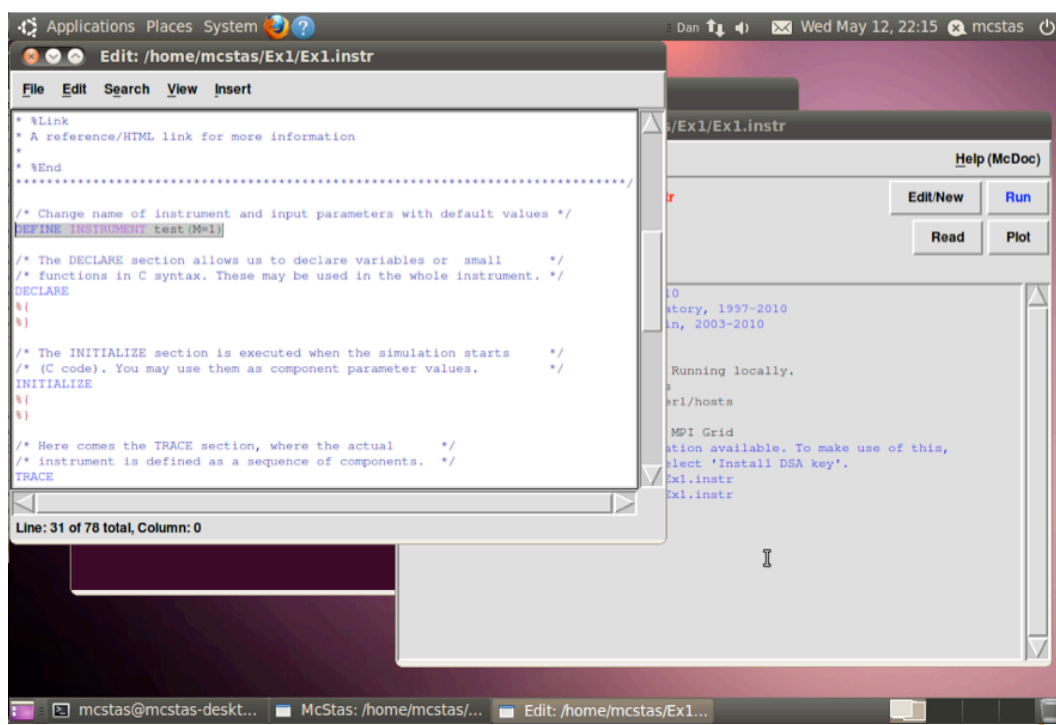 Applications Places System Dan Wed May 12, 22:15 mcstas
Edit: /home/mcstas/Ex1/Ex1.instr
File Edit Search View Insert
* %Link
* A reference/HTML link for more information
*
* %End
*******************************************************************************/
/* Change name of instrument and input parameters with default values */
DEFINE INSTRUMENT test(M=1)
/* The DECLARE section allows us to declare variables or small */
/* functions in C syntax. These may be used in the whole instrument. */
DECLARE
%{
%}
/* The INITIALIZE section is executed when the simulation starts */
/* (C code). You may use them as component parameter values. */
INITIALIZE
%{
%}
/* Here comes the TRACE section, where the actual */
/* instrument is defined as a sequence of components. */
TRACE
Line: 31 of 78 total, Column: 0
s/Ex1/Ex1.instr
Help (McDoc)
Edit/New Run
Read Plot
10
atory, 1997-2010
in, 2003-2010
Running locally.
s
erl/hosts
MPI Grid
ation available. To make use of this,
elect 'Install DSA key'.
Ex1.instr
Ex1.instr
mcstas@mcstas-deskt... McStas: /home/mcstas/... Edit: /home/mcstas/Ex1...